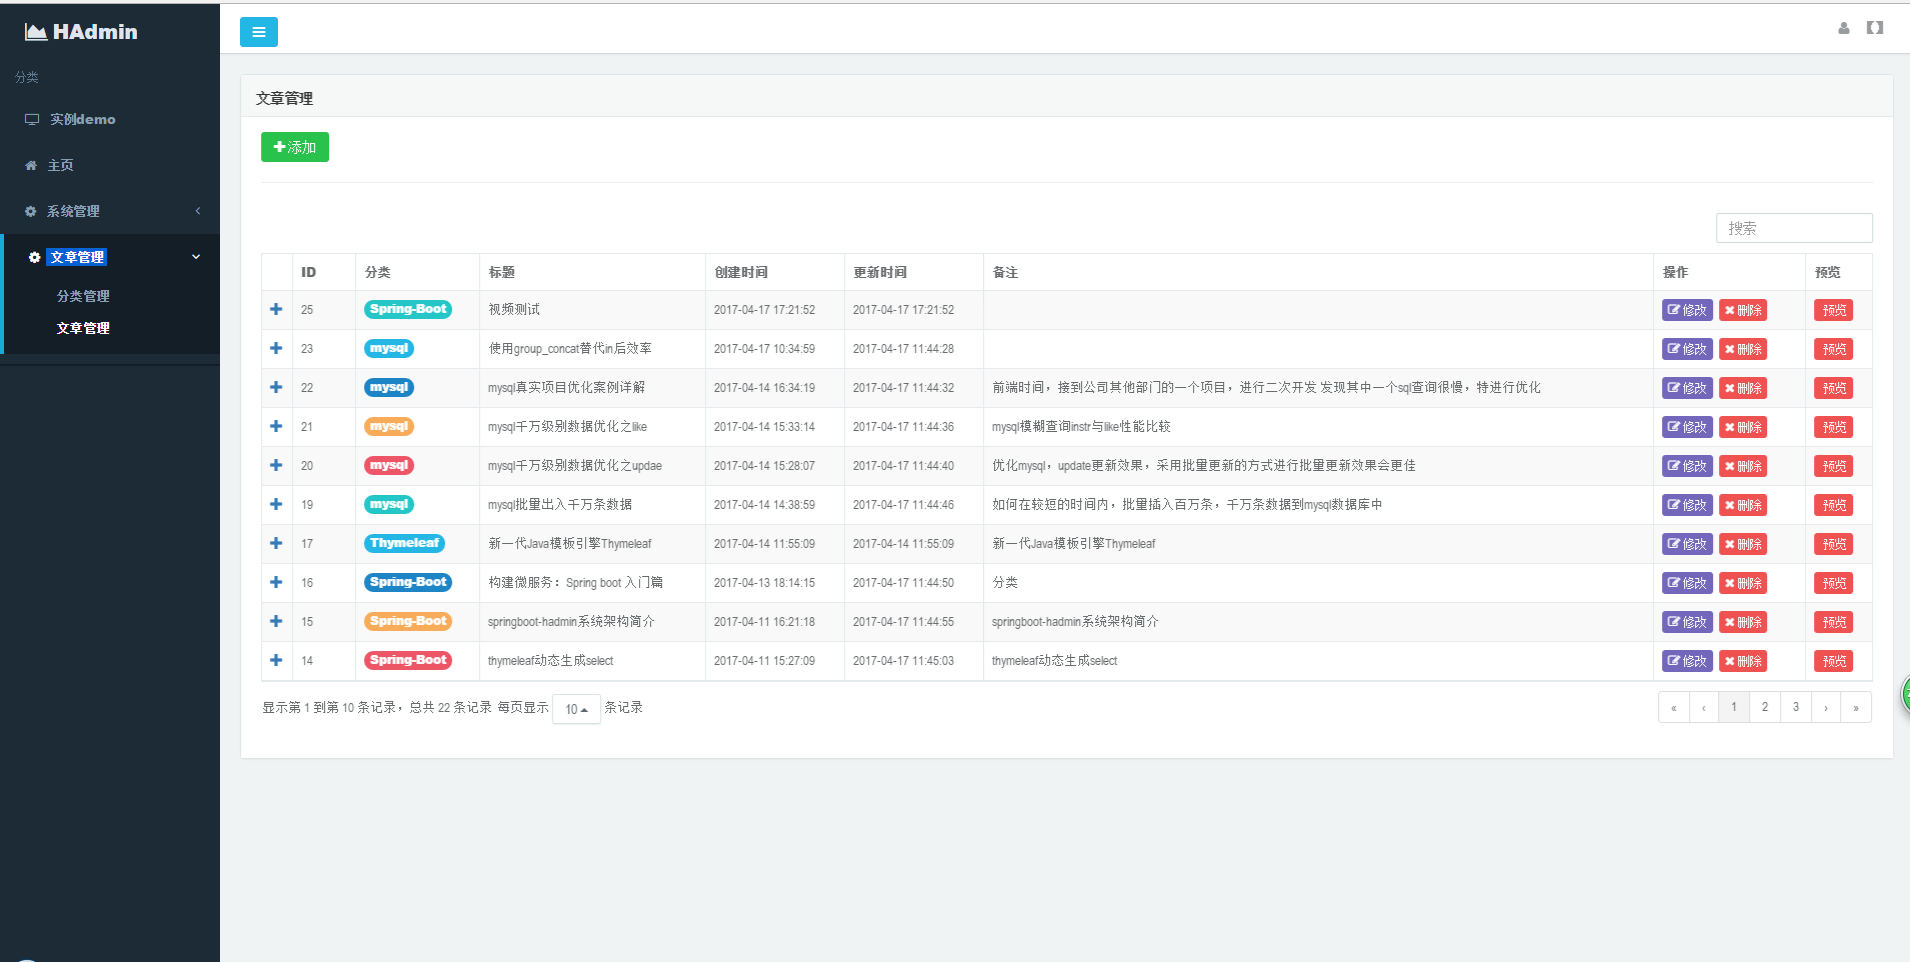 HAdmin
分类
实例demo
主页
系统管理
文章管理
分类管理
文章管理
文章管理
添加
搜索
ID 分类 标题 创建时间 更新时间 备注 操作 预览
25 Spring-Boot 视频测试 2017-04-17 17:21:52 2017-04-17 17:21:52 修改 删除 预览
23 mysql 使用group_concat替代in后效率 2017-04-17 10:34:59 2017-04-17 11:44:28 修改 删除 预览
22 mysql mysql真实项目优化案例详解 2017-04-14 16:34:19 2017-04-17 11:44:32 前端时间，接到公司其他部门的一个项目，进行二次开发 发现其中一个sql查询很慢，特进行优化 修改 删除 预览
21 mysql mysql千万级别数据优化之like 2017-04-14 15:33:14 2017-04-17 11:44:36 mysql模糊查询instr与like性能比较 修改 删除 预览
20 mysql mysql千万级别数据优化之updae 2017-04-14 15:28:07 2017-04-17 11:44:40 优化mysql，update更新效果，采用批量更新的方式进行批量更新效果会更佳 修改 删除 预览
19 mysql mysql批量出入千万条数据 2017-04-14 14:38:59 2017-04-17 11:44:46 如何在较短的时间内，批量插入百万条，千万条数据到mysql数据库中 修改 删除 预览
17 Thymeleaf 新一代Java模板引擎Thymeleaf 2017-04-14 11:55:09 2017-04-14 11:55:09 新一代Java模板引擎Thymeleaf 修改 删除 预览
16 Spring-Boot 构建微服务：Spring boot 入门篇 2017-04-13 18:14:15 2017-04-17 11:44:50 分类 修改 删除 预览
15 Spring-Boot springboot-hadmin系统架构简介 2017-04-11 16:21:18 2017-04-17 11:44:55 springboot-hadmin系统架构简介 修改 删除 预览
14 Spring-Boot thymeleaf动态生成select 2017-04-11 15:27:09 2017-04-17 11:45:03 thymeleaf动态生成select 修改 删除 预览
显示第 1 到第 10 条记录，总共 22 条记录 每页显示 10 条记录 « ‹ 1 2 3 › »